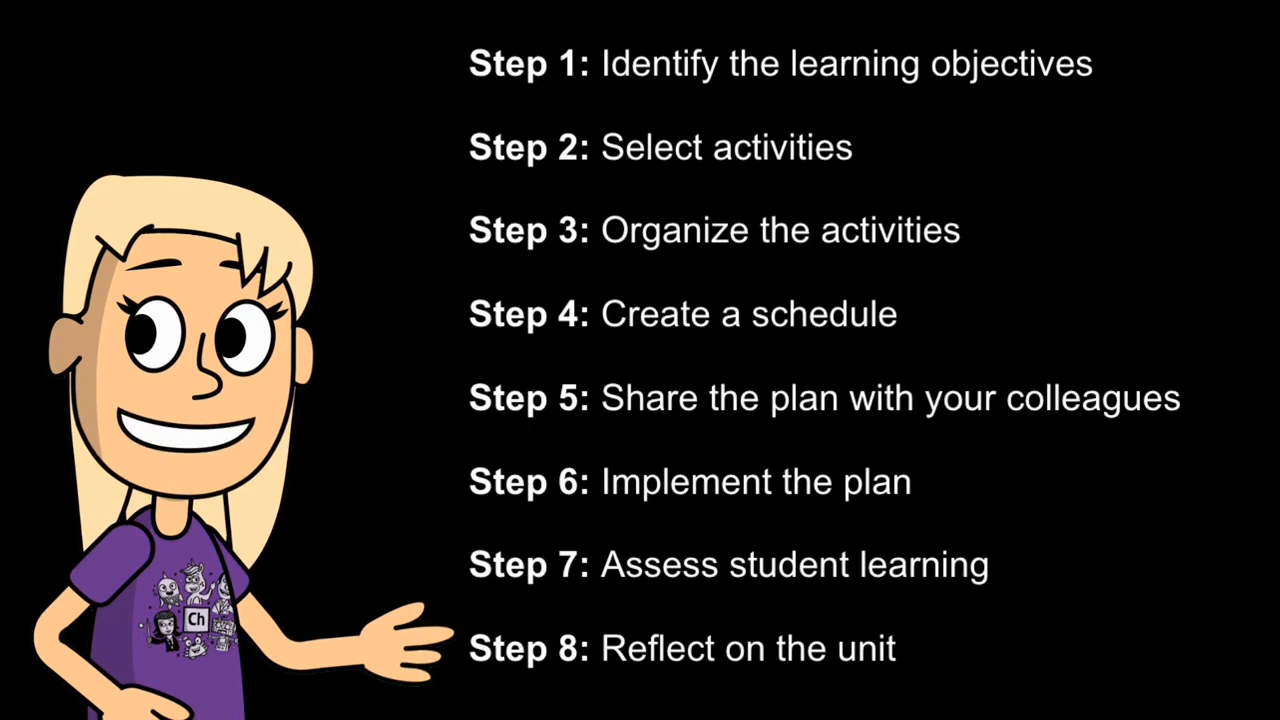 Step 1: Identify the learning objectives
Step 2: Select activities
Step 3: Organize the activities
Step 4: Create a schedule
Step 5: Share the plan with your colleagues
Step 6: Implement the plan
Step 7: Assess student learning
Step 8: Reflect on the unit
Ch